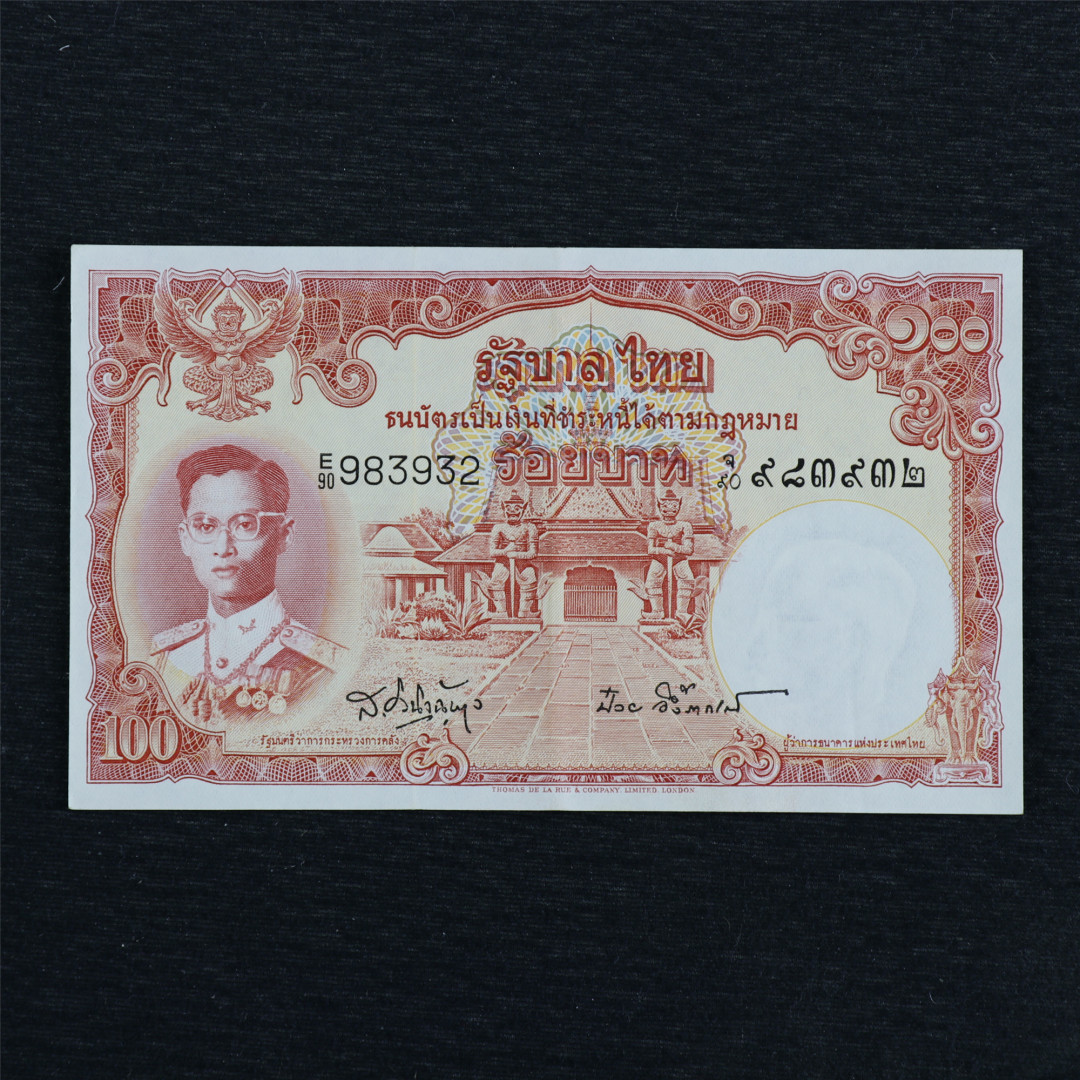 ๑๐๐
รัฐบาลไทย
ธนบัตรเป็นเงินที่ชำระหนี้ได้ตามกฎหมาย
E/90 983932 ร้อยบาท จ/๙๐ ๙๘๓๙๓๒
100 รัฐมนตรีว่าการกระทรวงการคลัง ผู้ว่าการธนาคารแห่งประเทศไทย
THOMAS DE LA RUE & COMPANY, LIMITED, LONDON